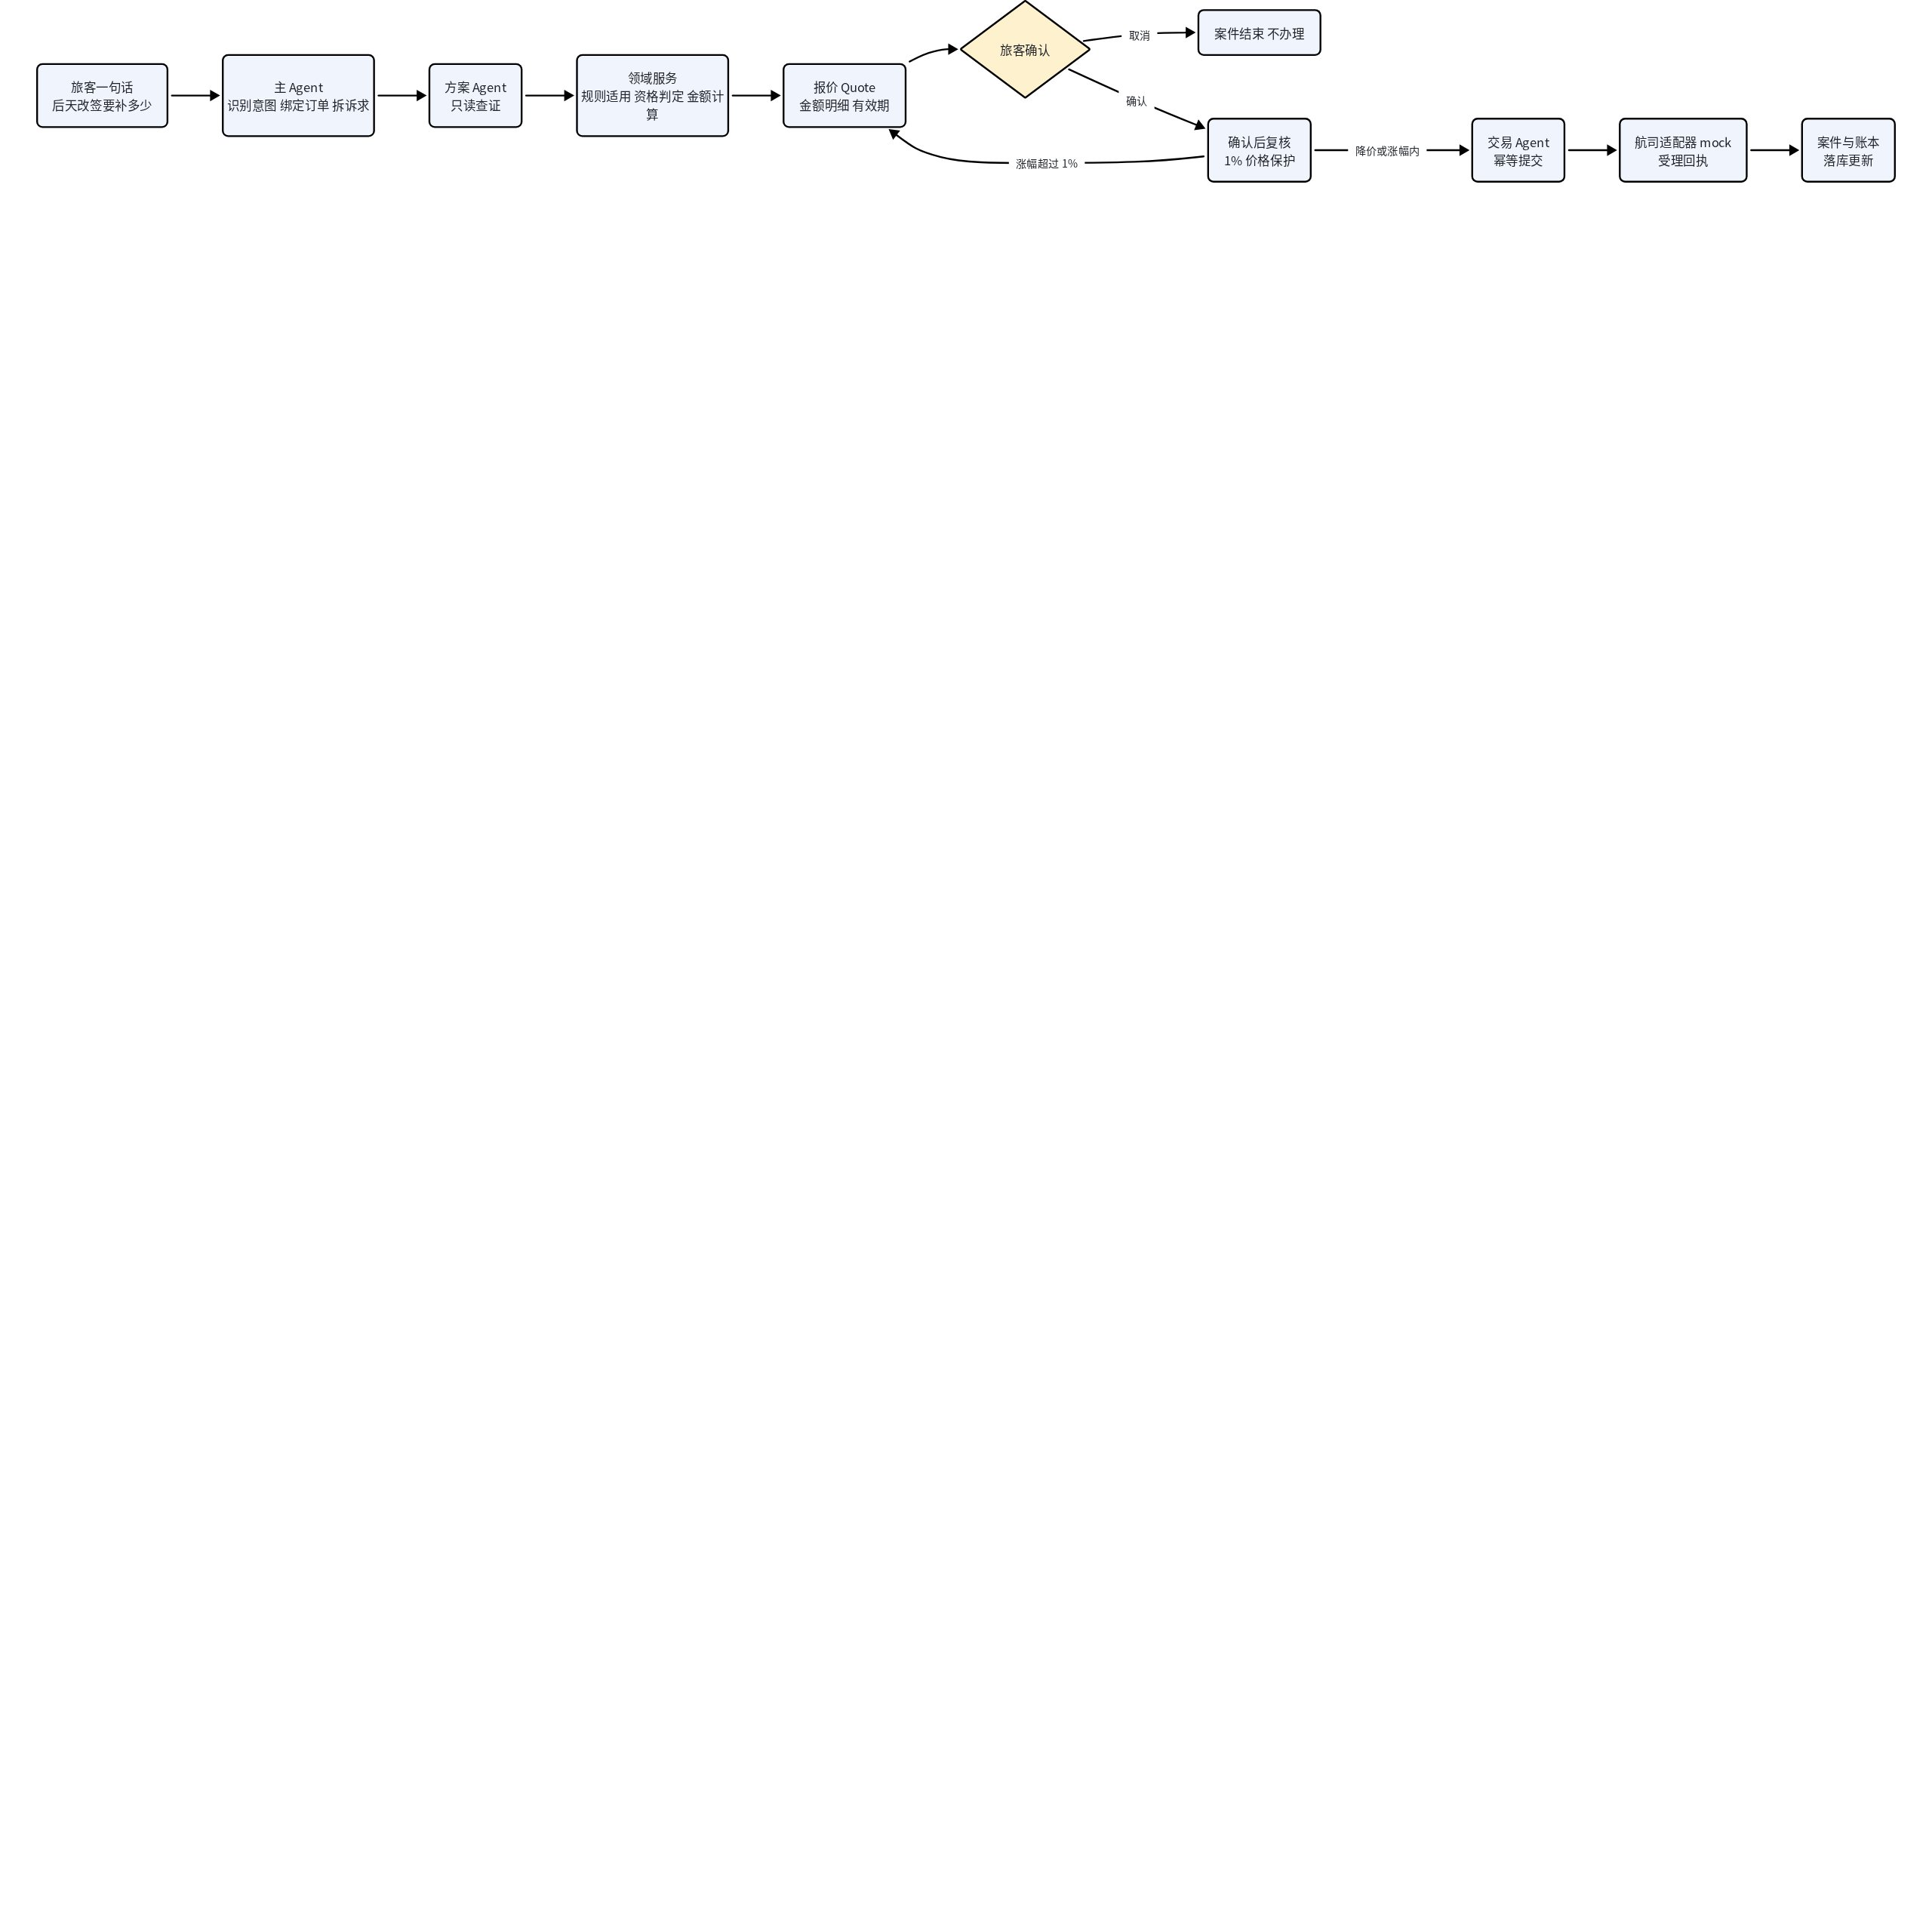 旅客一句话
后天改签要补多少
主 Agent
识别意图 绑定订单 拆诉求
方案 Agent
只读查证
领域服务
规则适用 资格判定 金额计
算
报价 Quote
金额明细 有效期
旅客确认
取消
案件结束 不办理
确认
确认后复核
1% 价格保护
涨幅超过 1%
降价或涨幅内
交易 Agent
幂等提交
航司适配器 mock
受理回执
案件与账本
落库更新